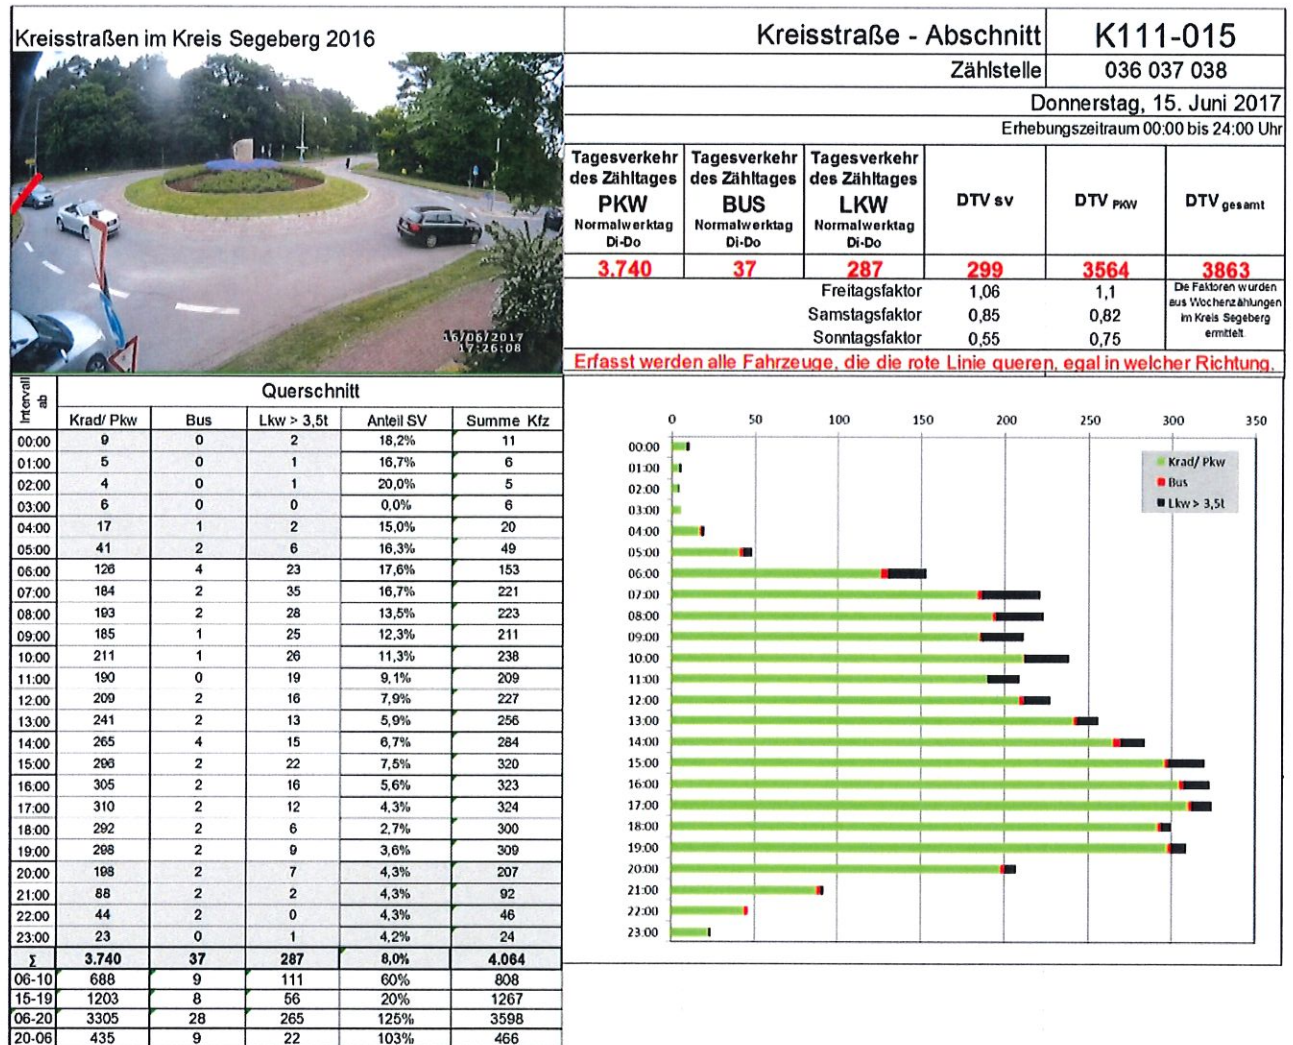 Kreisstraßen im Kreis Segeberg 2016
Kreisstraße - Abschnitt K111-015
Zählstelle 036 037 038
Donnerstag, 15. Juni 2017
Erhebungszeitraum 00:00 bis 24:00 Uhr
Tagesverkehr des Zähltages PKW Normalwerktag Di-Do
Tagesverkehr des Zähltages BUS Normalwerktag Di-Do
Tagesverkehr des Zähltages LKW Normalwerktag Di-Do
DTV SV
DTV PKW
DTV gesamt
3.740 37 287 299 3564 3863
Freitagsfaktor 1,06 1,1
Samstagsfaktor 0,85 0,82
Sonntagsfaktor 0,55 0,75
Die Faktoren wurden
aus Wochenzählungen
im Kreis Segeberg
ermittelt
16/06/2017
17:26:08
Erfasst werden alle Fahrzeuge, die die rote Linie queren, egal in welcher Richtung.
Intervall ab
Querschnitt
Krad/ Pkw Bus Lkw > 3,5t Anteil SV Summe Kfz
00:00 9 0 2 18,2% 11
01:00 5 0 1 16,7% 6
02:00 4 0 1 20,0% 5
03:00 6 0 0 0,0% 6
04:00 17 1 2 15,0% 20
05:00 41 2 6 16,3% 49
06:00 126 4 23 17,6% 153
07:00 184 2 35 16,7% 221
08:00 193 2 28 13,5% 223
09:00 185 1 25 12,3% 211
10:00 211 1 26 11,3% 238
11:00 190 0 19 9,1% 209
12:00 209 2 16 7,9% 227
13:00 241 2 13 5,9% 256
14:00 265 4 15 6,7% 284
15:00 296 2 22 7,5% 320
16:00 305 2 16 5,6% 323
17:00 310 2 12 4,3% 324
18:00 292 2 6 2,7% 300
19:00 298 2 9 3,6% 309
20:00 198 2 7 4,3% 207
21:00 88 2 2 4,3% 92
22:00 44 2 0 4,3% 46
23:00 23 0 1 4,2% 24
Σ 3.740 37 287 8,0% 4.064
06-10 688 9 111 60% 808
15-19 1203 8 56 20% 1267
06-20 3305 28 265 125% 3598
20-06 435 9 22 103% 466
0 50 100 150 200 250 300 350
00:00
01:00
02:00
03:00
04:00
05:00
06:00
07:00
08:00
09:00
10:00
11:00
12:00
13:00
14:00
15:00
16:00
17:00
18:00
19:00
20:00
21:00
22:00
23:00
Krad/ Pkw
Bus
Lkw > 3,5t